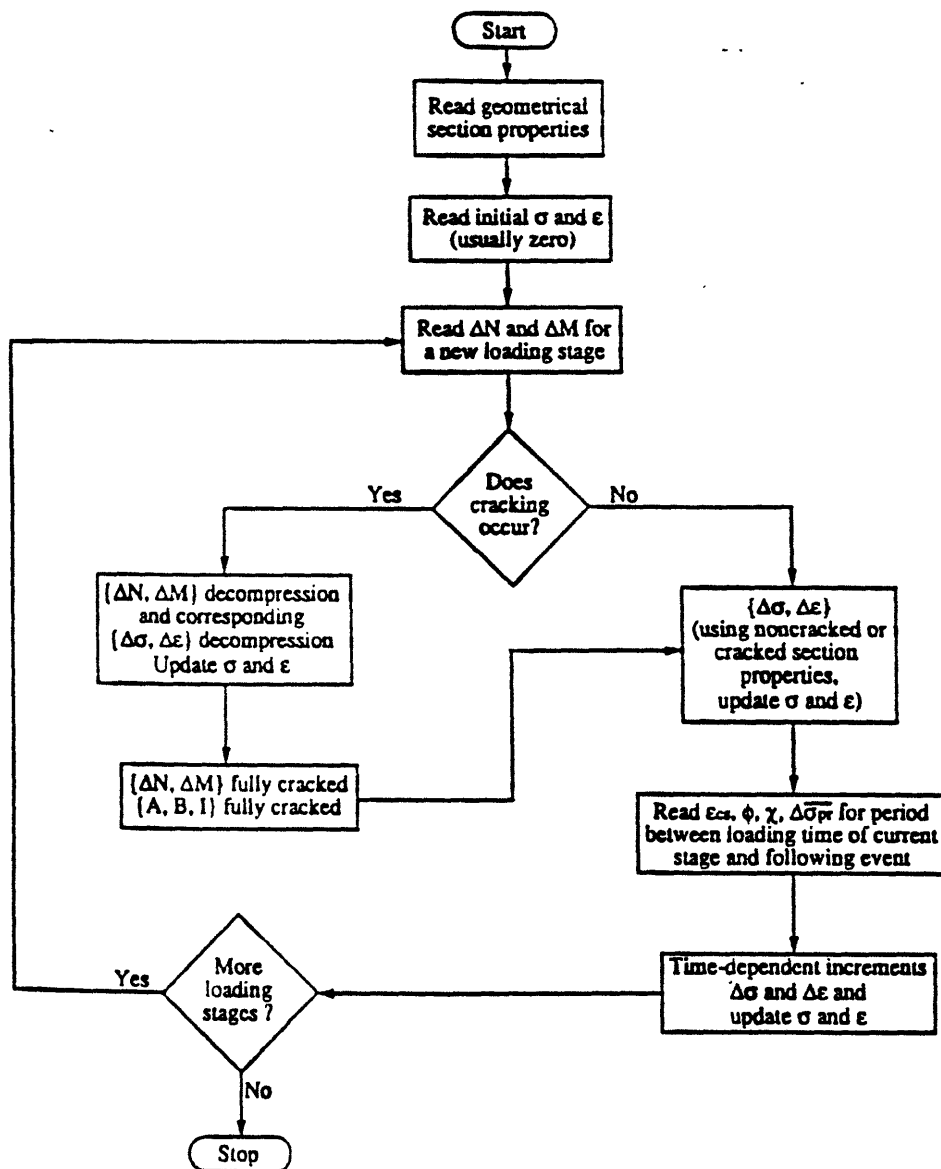 Start
Read geometrical
section properties
Read initial σ and ε
(usually zero)
Read ΔN and ΔM for
a new loading stage
Does
cracking
occur?
Yes
No
{ΔN, ΔM} decompression
and corresponding
{Δσ, Δε} decompression
Update σ and ε
{ΔN, ΔM} fully cracked
{A, B, I} fully cracked
{Δσ, Δε}
(using noncracked or
cracked section
properties,
update σ and ε)
Read εcs, φ, χ, Δσ̅pr for period
between loading time of current
stage and following event
Time-dependent increments
Δσ and Δε and
update σ and ε
More
loading
stages ?
Yes
No
Stop